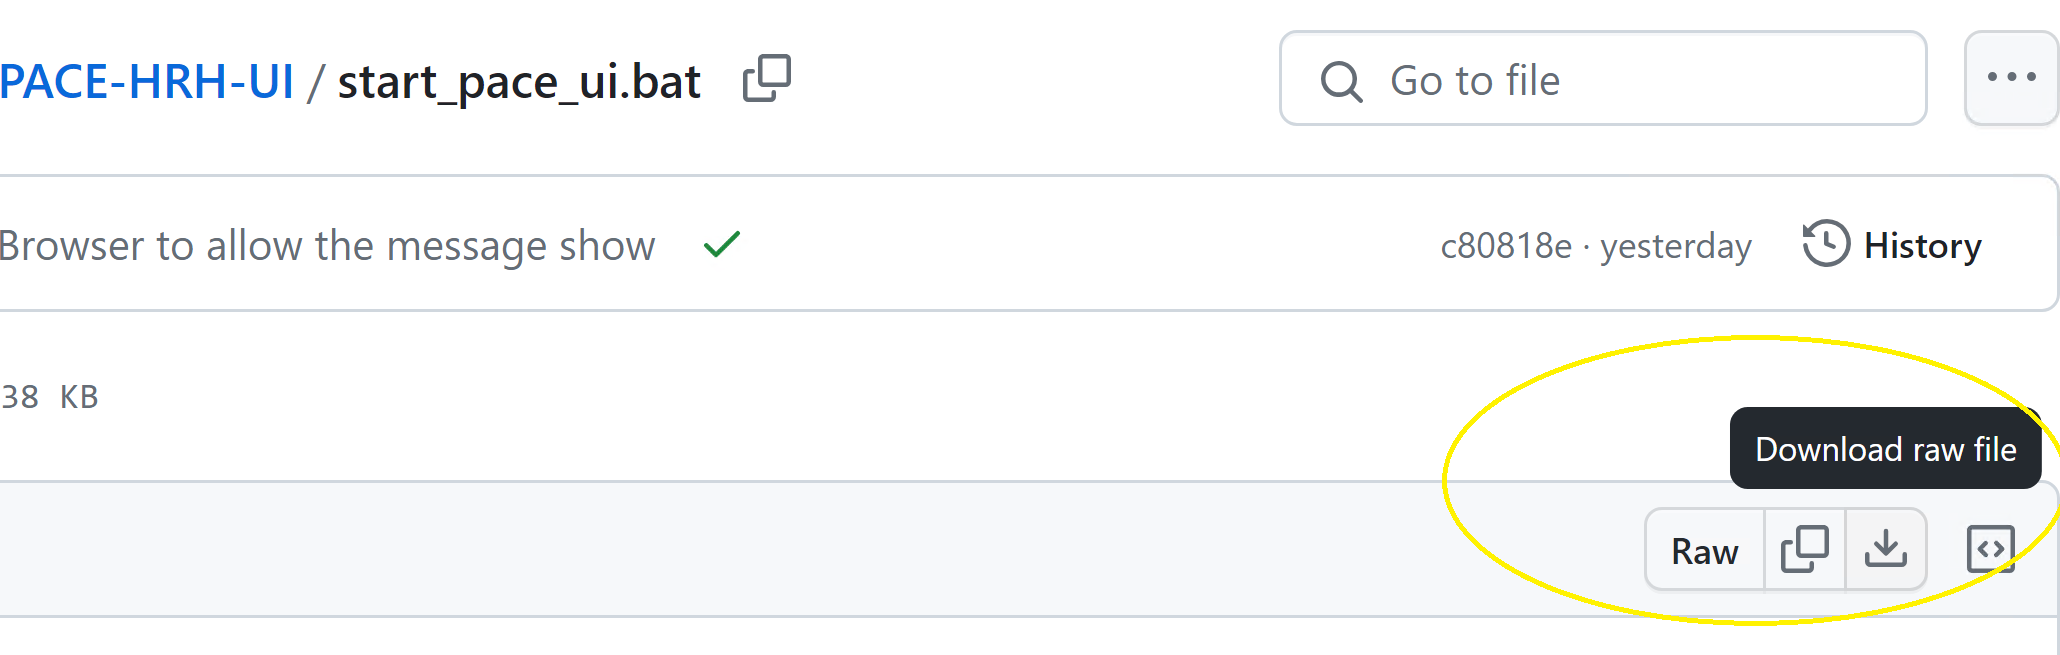 PACE-HRH-UI / start_pace_ui.bat
Go to file
Browser to allow the message show
c80818e · yesterday
History
38 KB
Download raw file
Raw